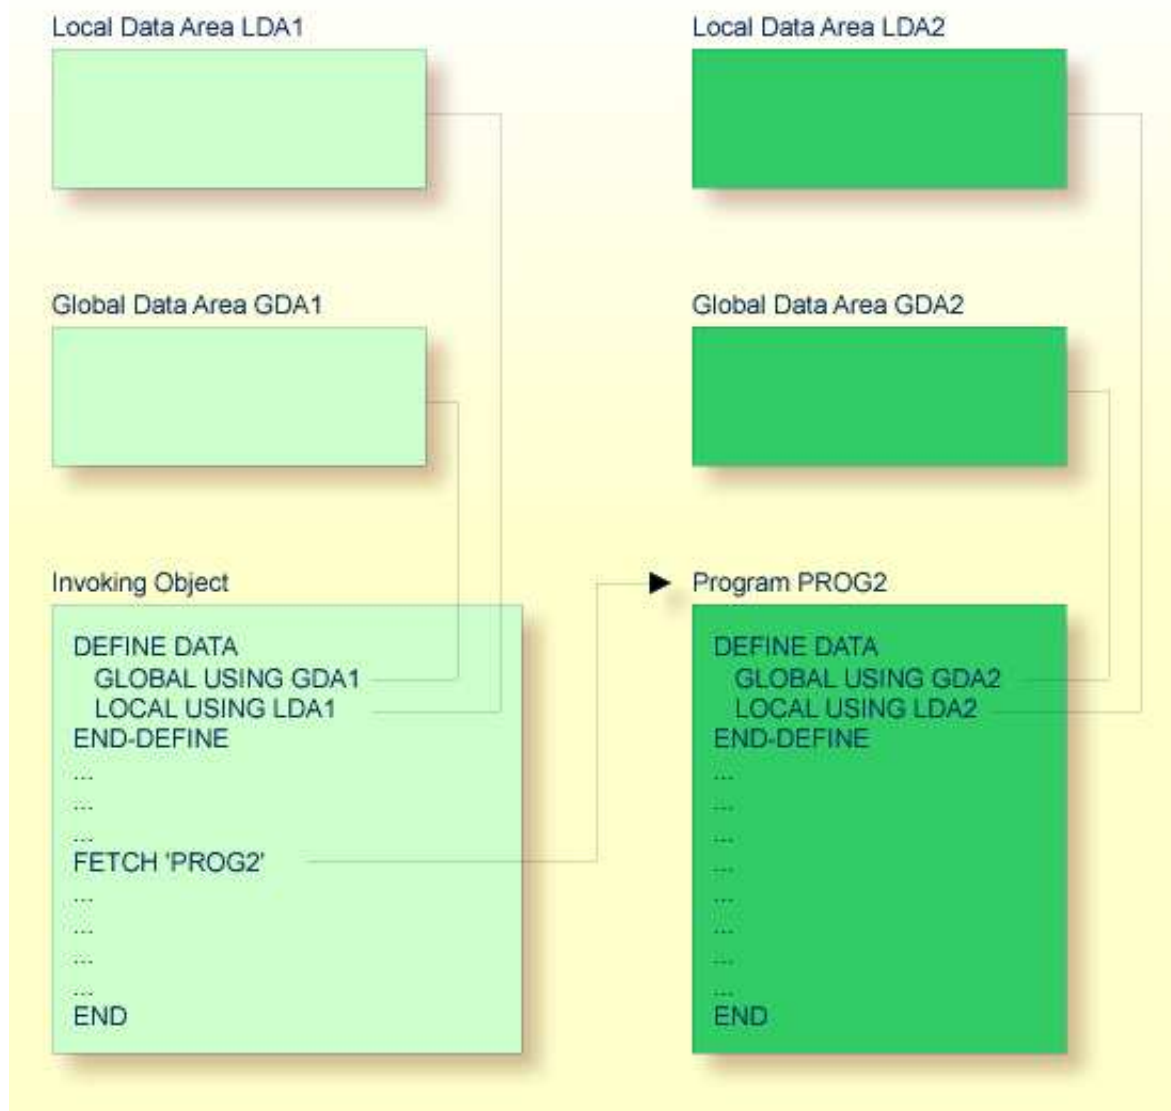 Local Data Area LDA1
Local Data Area LDA2
Global Data Area GDA1
Global Data Area GDA2
Invoking Object
DEFINE DATA
GLOBAL USING GDA1
LOCAL USING LDA1
END-DEFINE
...
...
...
FETCH 'PROG2'
...
...
...
...
END
Program PROG2
DEFINE DATA
GLOBAL USING GDA2
LOCAL USING LDA2
END-DEFINE
...
...
...
...
...
...
...
...
END